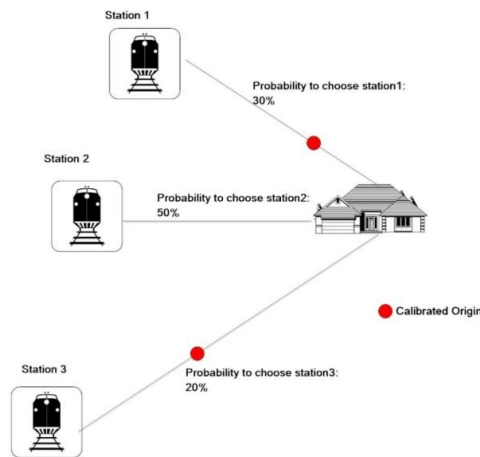 Station 1
Probability to choose station1:
30%
Station 2
Probability to choose station2:
50%
Calibrated Origin
Station 3
Probability to choose station3:
20%